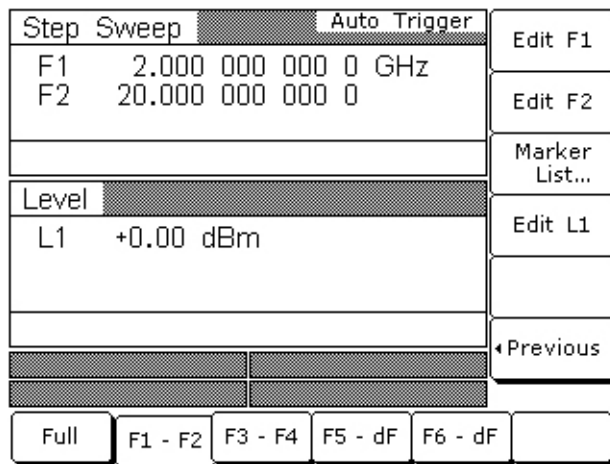 Step Sweep Auto Trigger
F1 2.000 000 000 0 GHz
F2 20.000 000 000 0
Level
L1 +0.00 dBm
Edit F1
Edit F2
Marker
List...
Edit L1
Previous
Full
F1 - F2
F3 - F4
F5 - dF
F6 - dF